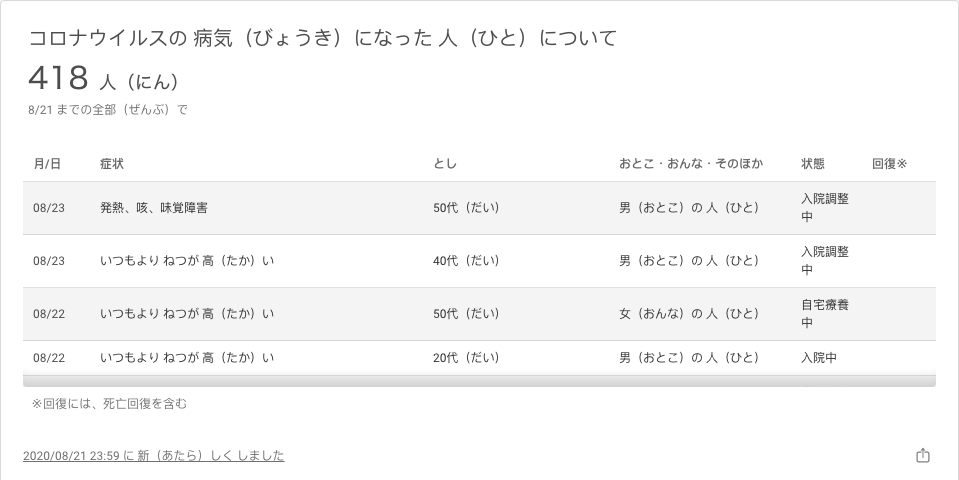 コロナウイルスの 病気（びょうき）になった 人（ひと）について
418 人（にん）
8/21 までの全部（ぜんぶ）で
月/日 症状 とし おとこ・おんな・そのほか 状態 回復※
08/23 発熱、咳、味覚障害 50代（だい） 男（おとこ）の 人（ひと） 入院調整
中
08/23 いつもより ねつが 高（たか）い 40代（だい） 男（おとこ）の 人（ひと） 入院調整
中
08/22 いつもより ねつが 高（たか）い 50代（だい） 女（おんな）の 人（ひと） 自宅療養
中
08/22 いつもより ねつが 高（たか）い 20代（だい） 男（おとこ）の 人（ひと） 入院中
※回復には、死亡回復を含む
2020/08/21 23:59 に 新（あたら）しく しました